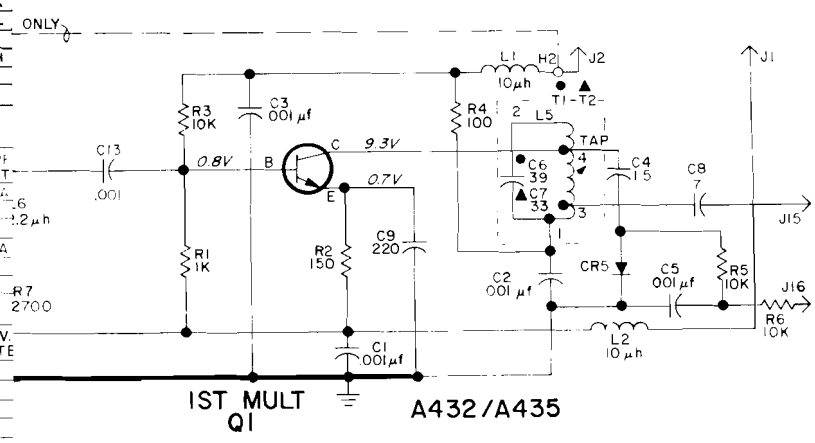 ONLY
L1
10μh
H2
J2
J1
T1-T2-
R3
10K
C3
.001μf
R4
100
2
L5
TAP
4
C13
.001
0.8V
B
C
9.3V
E
0.7V
C6
39
C7
33
3
1
C4
1.5
C8
7
J15
R1
1K
R2
150
C9
220
C2
.001μf
CR5
C5
.001μf
R5
10K
J16
R6
10K
R7
2700
C1
.001μf
L2
10μh
1ST MULT
Q1
A432/A435